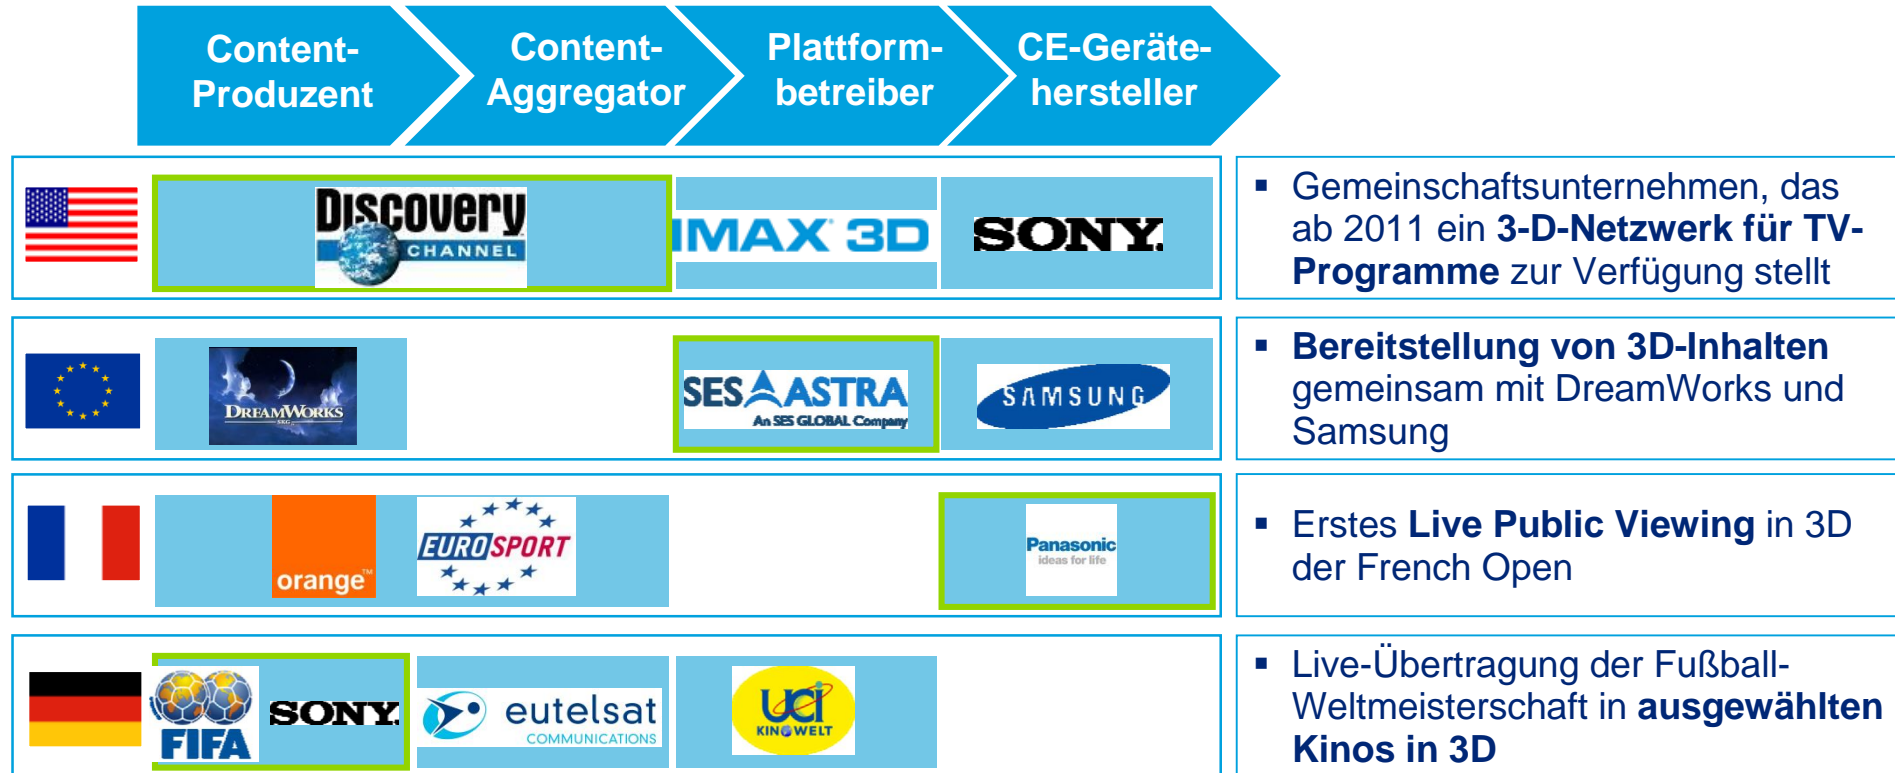 Content-
Produzent
Content-
Aggregator
Plattform-
betreiber
CE-Geräte-
hersteller
DISCOVERY
CHANNEL
IMAX 3D
SONY
▪ Gemeinschaftsunternehmen, das
ab 2011 ein 3-D-Netzwerk für TV-
Programme zur Verfügung stellt
DREAMWORKS
SKG
SES ASTRA
An SES GLOBAL Company
SAMSUNG
▪ Bereitstellung von 3D-Inhalten
gemeinsam mit DreamWorks und
Samsung
orange™
EUROSPORT
Panasonic
ideas for life
▪ Erstes Live Public Viewing in 3D
der French Open
FIFA
SONY
eutelsat
COMMUNICATIONS
UCI
KINOWELT
▪ Live-Übertragung der Fußball-
Weltmeisterschaft in ausgewählten
Kinos in 3D